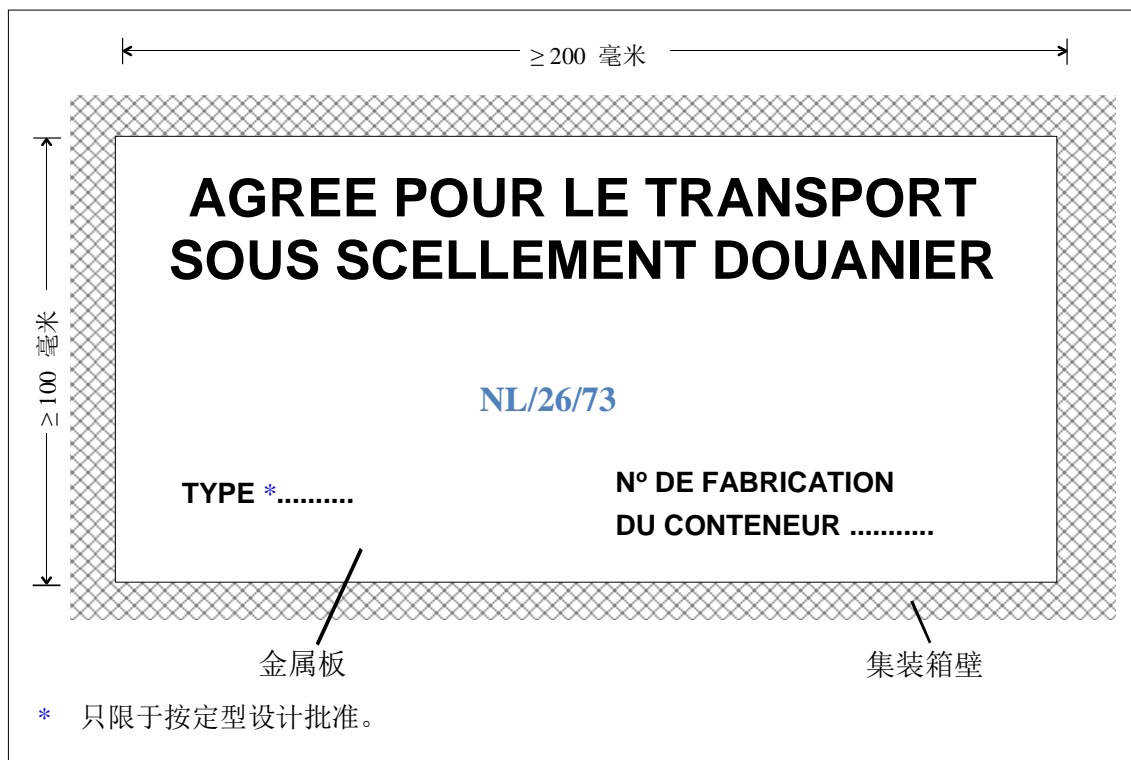 ≥ 200 毫米
≥ 100 毫米
AGREE POUR LE TRANSPORT
SOUS SCELLEMENT DOUANIER
NL/26/73
TYPE *..........
Nº DE FABRICATION
DU CONTENEUR ...........
金属板
集装箱壁
* 只限于按定型设计批准。